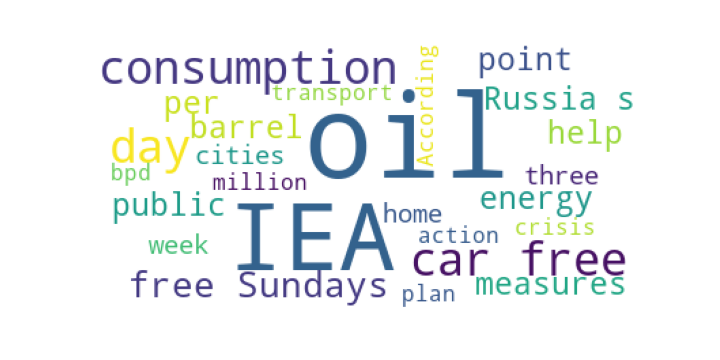 consumption
point
According
transport
oil
Russia s
per
barrel
help
day
cities
bpd
million
three
public
IEA
home
energy
week
action
crisis
car free
free Sundays
plan
measures